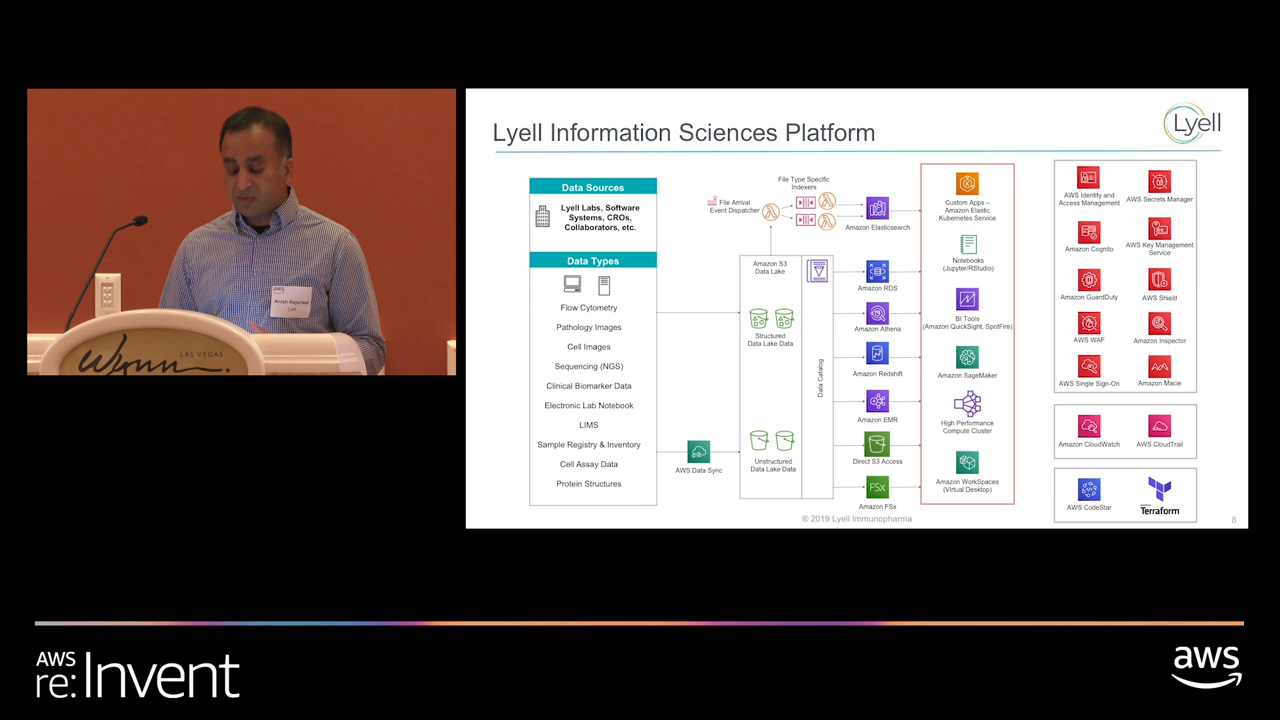 Lyell Information Sciences Platform
Lyell
Data Sources
Lyell Labs, Software
Systems, CROs,
Collaborators, etc.
Data Types
Flow Cytometry
Pathology Images
Cell Images
Sequencing (NGS)
Clinical Biomarker Data
Electronic Lab Notebook
LIMS
Sample Registry & Inventory
Cell Assay Data
Protein Structures
AWS Data Sync
File Arrival
Event Dispatcher
File Type Specific
Indexers
Amazon Elasticsearch
Amazon S3
Data Lake
Structured
Data Lake Data
Unstructured
Data Lake Data
Data Catalog
Amazon RDS
Amazon Athena
Amazon Redshift
Amazon EMR
Direct S3 Access
FSx
Amazon FSx
Custom Apps –
Amazon Elastic
Kubernetes Service
Notebooks
(Jupyter/RStudio)
BI Tools
(Amazon QuickSight, SpotFire)
Amazon SageMaker
High Performance
Compute Cluster
Amazon WorkSpaces
(Virtual Desktop)
AWS Identity and
Access Management
AWS Secrets Manager
Amazon Cognito
AWS Key Management
Service
Amazon GuardDuty
AWS Shield
AWS WAF
Amazon Inspector
AWS Single Sign-On
Amazon Macie
Amazon CloudWatch
AWS CloudTrail
AWS CodeStar
Terraform
® 2019 Lyell Immunopharma
8
aws
Anish Kejariwal
Lyell
Wynn.
LAS VEGAS
AWS
re:Invent
aws